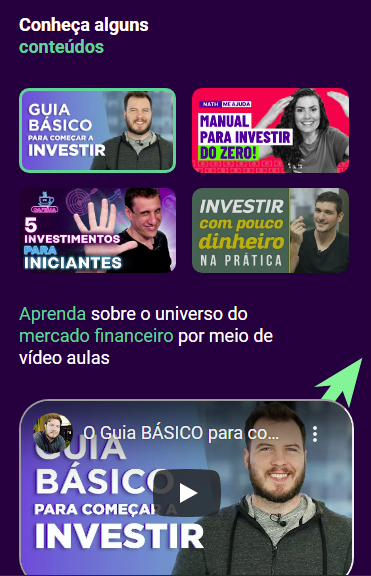 Conheça alguns
conteúdos
GUIA
BÁSICO
PARA COMEÇAR A
INVESTIR
NATH ME AJUDA
MANUAL
PARA INVESTIR
DO ZERO!
5
INVESTIMENTOS
PARA
INICIANTES
INVESTIR
com pouco
dinheiro
NA PRÁTICA
Aprenda sobre o universo do
mercado financeiro por meio de
vídeo aulas
O Guia BÁSICO para co...
GUIA
BÁSICO
PARA COMEÇAR A
INVESTIR